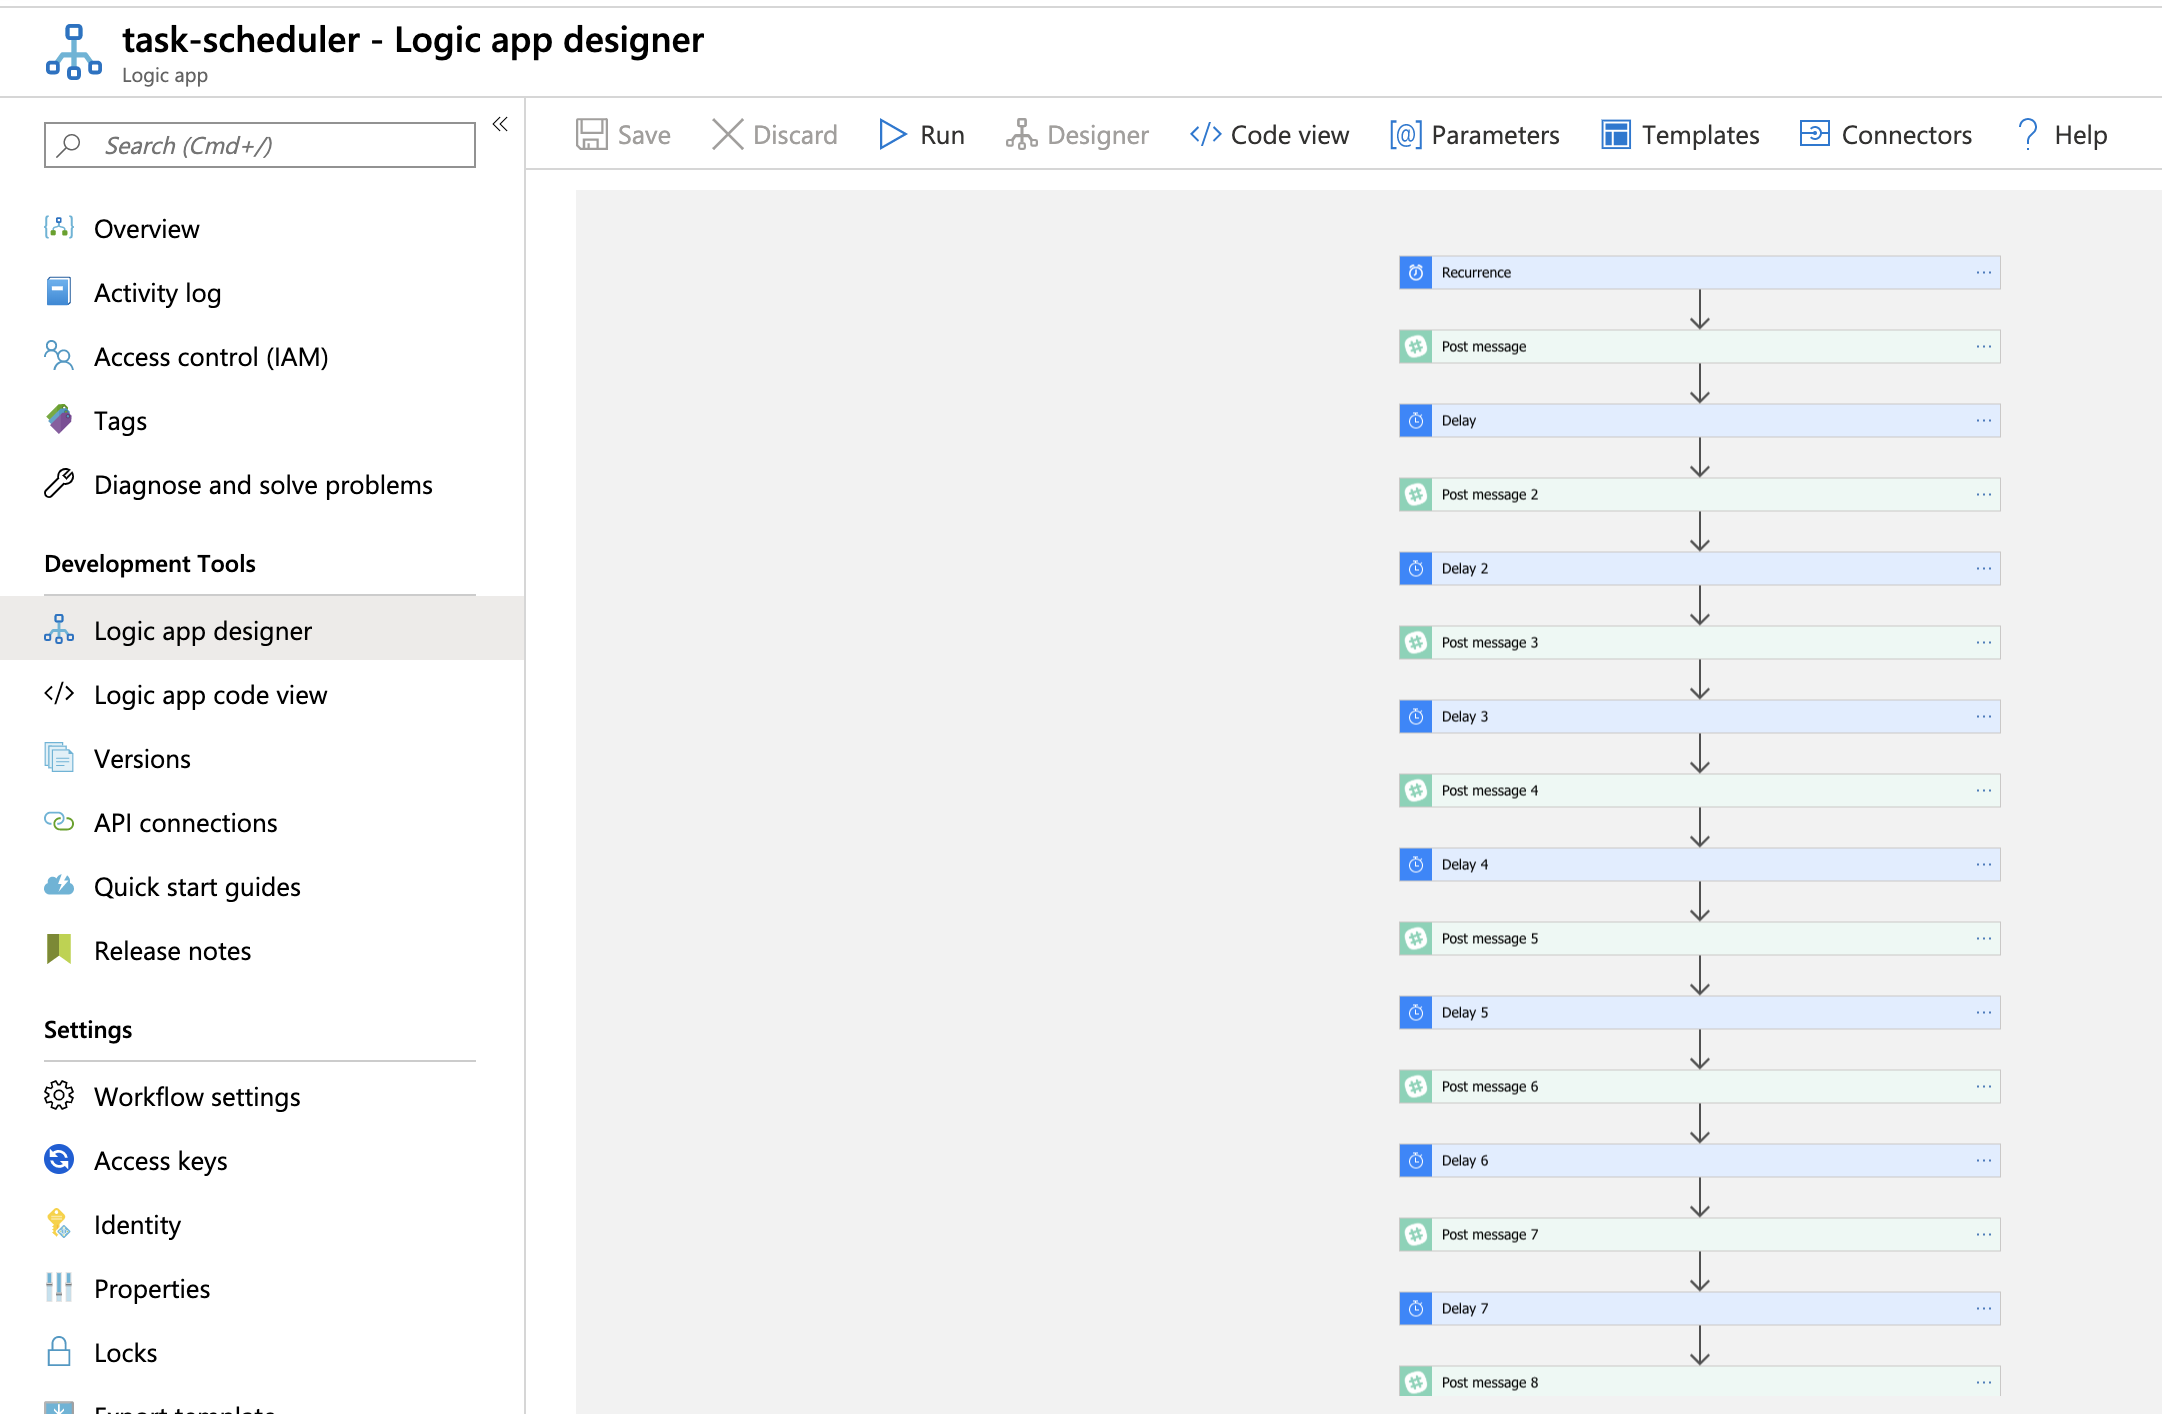 task-scheduler - Logic app designer
Logic app
Search (Cmd+/)
«
Overview
Activity log
Access control (IAM)
Tags
Diagnose and solve problems
Development Tools
Logic app designer
Logic app code view
Versions
API connections
Quick start guides
Release notes
Settings
Workflow settings
Access keys
Identity
Properties
Locks
Export template
Save Discard Run Designer </> Code view [@] Parameters Templates Connectors ? Help
Recurrence ...
Post message ...
Delay ...
Post message 2 ...
Delay 2 ...
Post message 3 ...
Delay 3 ...
Post message 4 ...
Delay 4 ...
Post message 5 ...
Delay 5 ...
Post message 6 ...
Delay 6 ...
Post message 7 ...
Delay 7 ...
Post message 8 ...